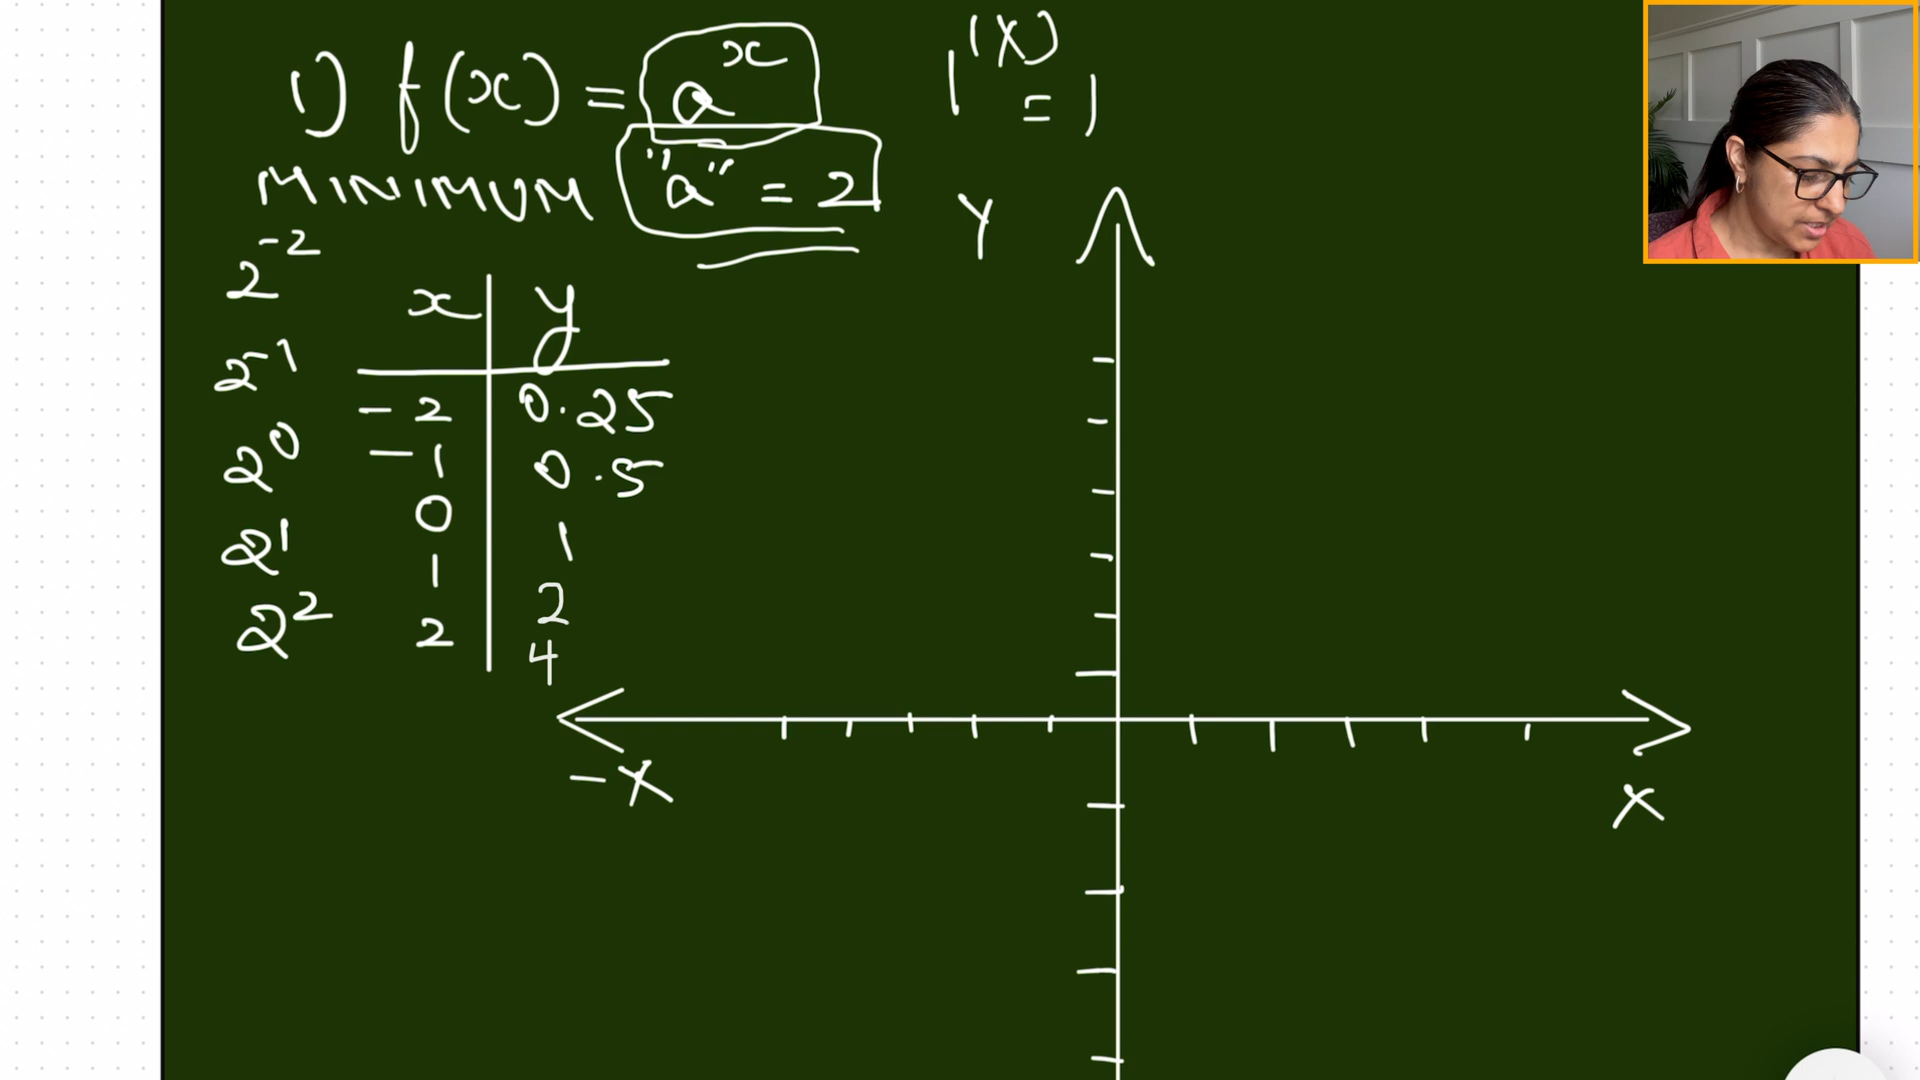 1) f(x) = a^x
1^(x) = 1
MINIMUM "a" = 2
Y
2^-2
x y
2^-1
-2 0.25
-1 0.5
2^0
0 1
2^1
1 2
2^2
2 4
-X
X